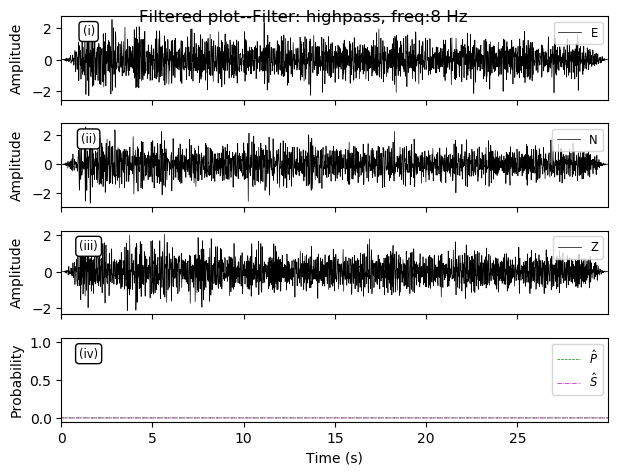 Filtered plot--Filter: highpass, freq:8 Hz
(i)
E
Amplitude
2
0
−2
(ii)
N
Amplitude
2
0
−2
(iii)
Z
Amplitude
2
0
−2
(iv)
P̂
Ŝ
Probability
1.0
0.5
0.0
0 5 10 15 20 25
Time (s)